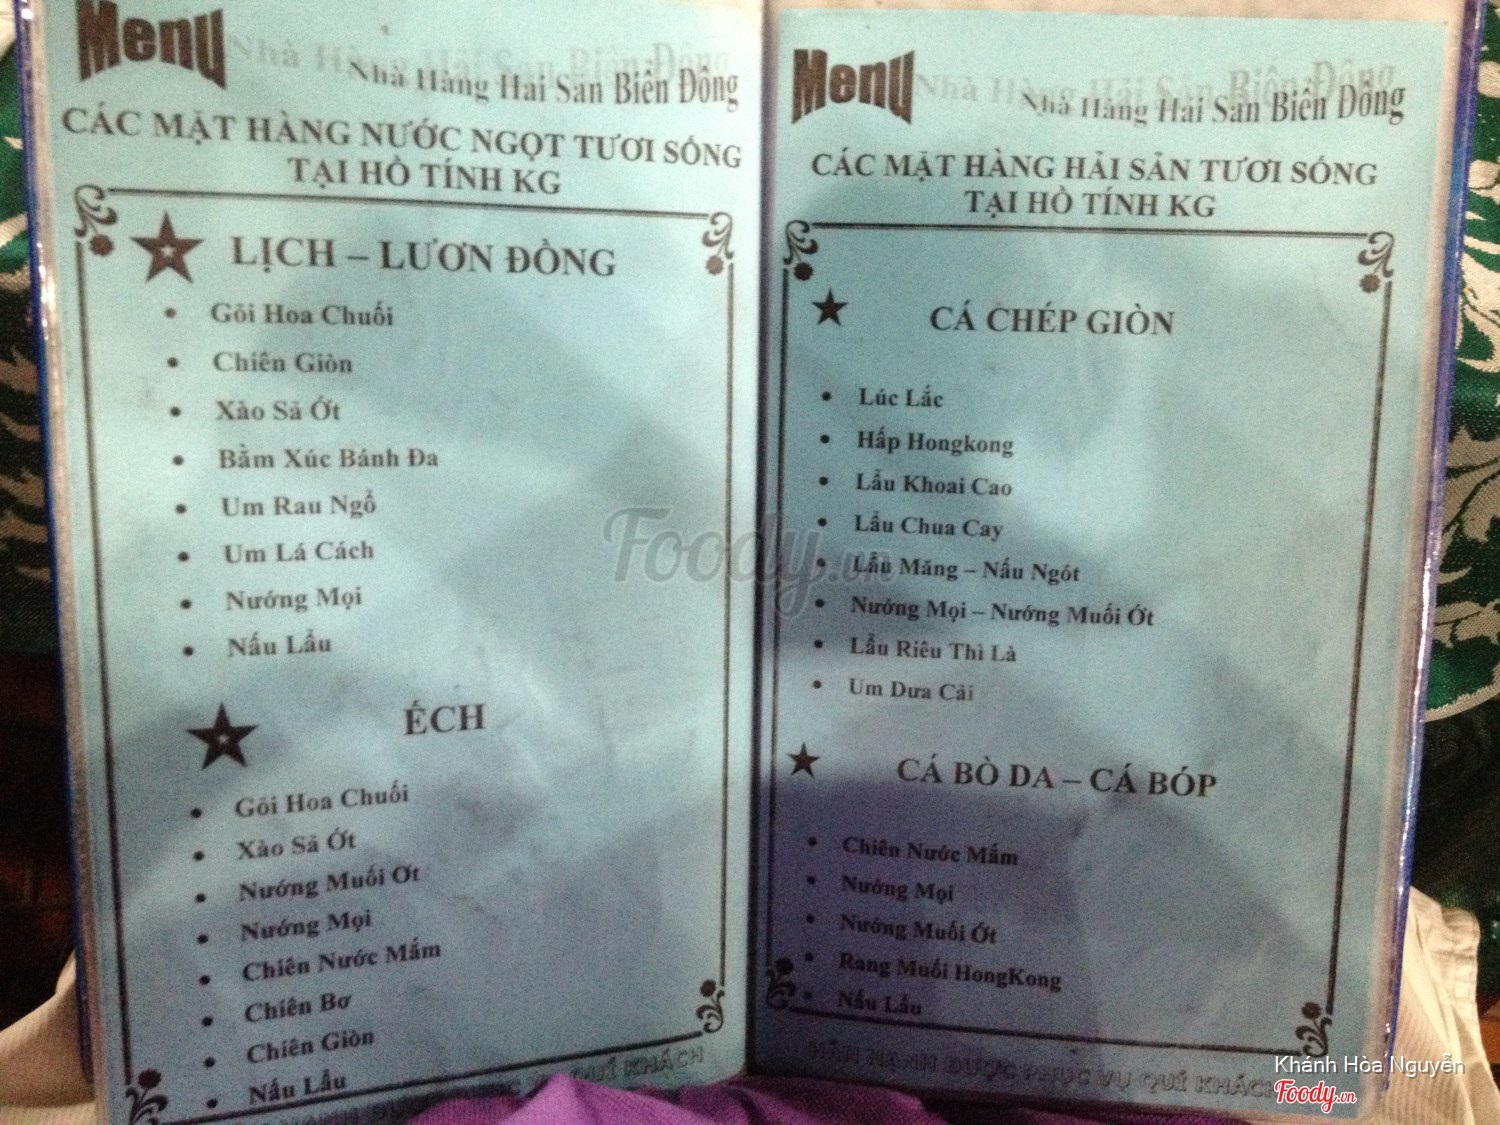 Menu
Nhà Hàng Hải Sản Biển Đông
CÁC MẶT HÀNG NƯỚC NGỌT TƯƠI SỐNG
TẠI HỒ TÍNH KG
LỊCH – LƯƠN ĐỒNG
• Gỏi Hoa Chuối
• Chiên Giòn
• Xào Sả Ớt
• Bằm Xúc Bánh Đa
• Um Rau Ngổ
• Um Lá Cách
• Nướng Mọi
• Nấu Lẩu
ẾCH
• Gỏi Hoa Chuối
• Xào Sả Ớt
• Nướng Muối Ớt
• Nướng Mọi
• Chiên Nước Mắm
• Chiên Bơ
• Chiên Giòn
• Nấu Lẩu
QUÍ KHÁCH
Menu
Nhà Hàng Hải Sản Biển Đông
CÁC MẶT HÀNG HẢI SẢN TƯƠI SỐNG
TẠI HỒ TÍNH KG
CÁ CHÉP GIÒN
• Lúc Lắc
• Hấp Hongkong
• Lẩu Khoai Cao
• Lẩu Chua Cay
• Lẩu Măng – Nấu Ngót
• Nướng Mọi – Nướng Muối Ớt
• Lẩu Riêu Thì Là
• Um Dưa Cải
CÁ BÒ DA – CÁ BÓP
• Chiên Nước Mắm
• Nướng Mọi
• Nướng Muối Ớt
• Rang Muối HongKong
• Nấu Lẩu
HÂN HẠNH ĐƯỢC PHỤC VỤ QUÍ KHÁCH
Foody.vn
Khánh Hòa Nguyễn
Foody.vn